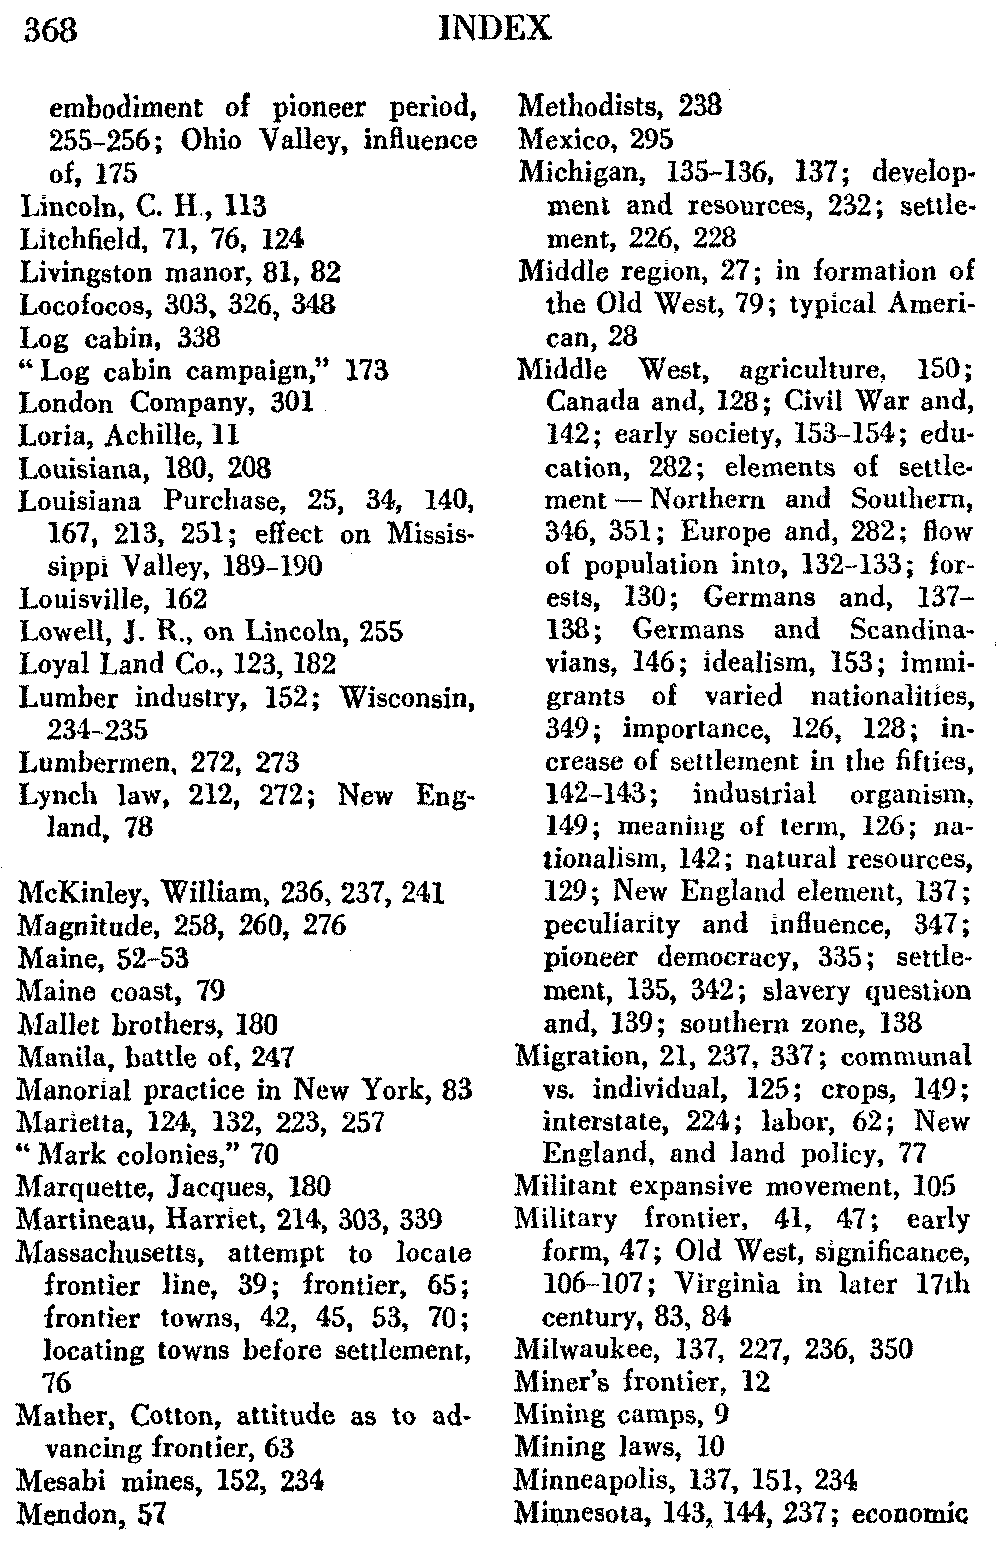 368 INDEX
embodiment of pioneer period,
255-256; Ohio Valley, influence
of, 175
Lincoln, C. H., 113
Litchfield, 71, 76, 124
Livingston manor, 81, 82
Locofocos, 303, 326, 348
Log cabin, 338
"Log cabin campaign," 173
London Company, 301
Loria, Achille, 11
Louisiana, 180, 208
Louisiana Purchase, 25, 34, 140,
167, 213, 251; effect on Missis-
sippi Valley, 189-190
Louisville, 162
Lowell, J. R., on Lincoln, 255
Loyal Land Co., 123, 182
Lumber industry, 152; Wisconsin,
234-235
Lumbermen, 272, 273
Lynch law, 212, 272; New Eng-
land, 78
McKinley, William, 236, 237, 241
Magnitude, 258, 260, 276
Maine, 52-53
Maine coast, 79
Mallet brothers, 180
Manila, battle of, 247
Manorial practice in New York, 83
Marietta, 124, 132, 223, 257
"Mark colonies," 70
Marquette, Jacques, 180
Martineau, Harriet, 214, 303, 339
Massachusetts, attempt to locate
frontier line, 39; frontier, 65;
frontier towns, 42, 45, 53, 70;
locating towns before settlement,
76
Mather, Cotton, attitude as to ad-
vancing frontier, 63
Mesabi mines, 152, 234
Mendon, 57
Methodists, 238
Mexico, 295
Michigan, 135-136, 137; develop-
ment and resources, 232; settle-
ment, 226, 228
Middle region, 27; in formation of
the Old West, 79; typical Ameri-
can, 28
Middle West, agriculture, 150;
Canada and, 128; Civil War and,
142; early society, 153-154; edu-
cation, 282; elements of settle-
ment — Northern and Southern,
346, 351; Europe and, 282; flow
of population into, 132-133; for-
ests, 130; Germans and, 137-
138; Germans and Scandina-
vians, 146; idealism, 153; immi-
grants of varied nationalities,
349; importance, 126, 128; in-
crease of settlement in the fifties,
142-143; industrial organism,
149; meaning of term, 126; na-
tionalism, 142; natural resources,
129; New England element, 137;
peculiarity and influence, 347;
pioneer democracy, 335; settle-
ment, 135, 342; slavery question
and, 139; southern zone, 138
Migration, 21, 237, 337; communal
vs. individual, 125; crops, 149;
interstate, 224; labor, 62; New
England, and land policy, 77
Militant expansive movement, 105
Military frontier, 41, 47; early
form, 47; Old West, significance,
106-107; Virginia in later 17th
century, 83, 84
Milwaukee, 137, 227, 236, 350
Miner's frontier, 12
Mining camps, 9
Mining laws, 10
Minneapolis, 137, 151, 234
Minnesota, 143, 144, 237; economic